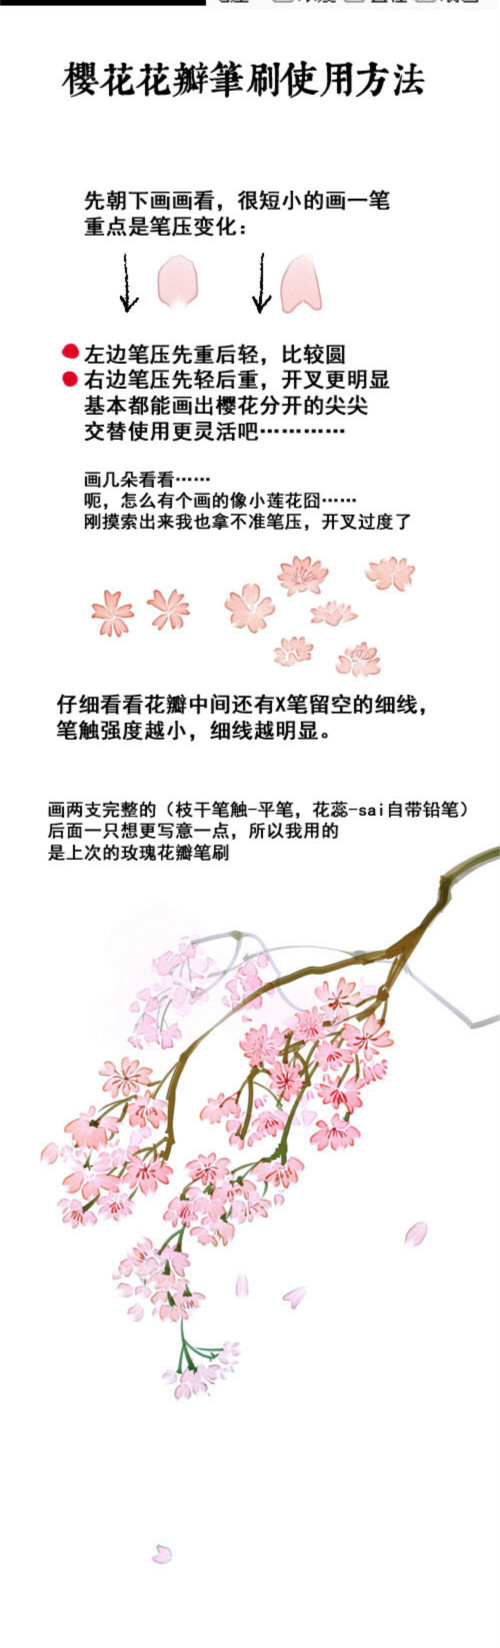 樱花花瓣筆刷使用方法
先朝下画画看，很短小的画一笔
重点是笔压变化：
左边笔压先重后轻，比较圆
右边笔压先轻后重，开叉更明显
基本都能画出樱花分开的尖尖
交替使用更灵活吧…………
画几朵看看……
呃，怎么有个画的像小莲花囧……
刚摸索出来我也拿不准笔压，开叉过度了
仔细看看花瓣中间还有X笔留空的细线，
笔触强度越小，细线越明显。
画两支完整的（枝干笔触-平笔，花蕊-sai自带铅笔）
后面一只想更写意一点，所以我用的
是上次的玫瑰花瓣笔刷